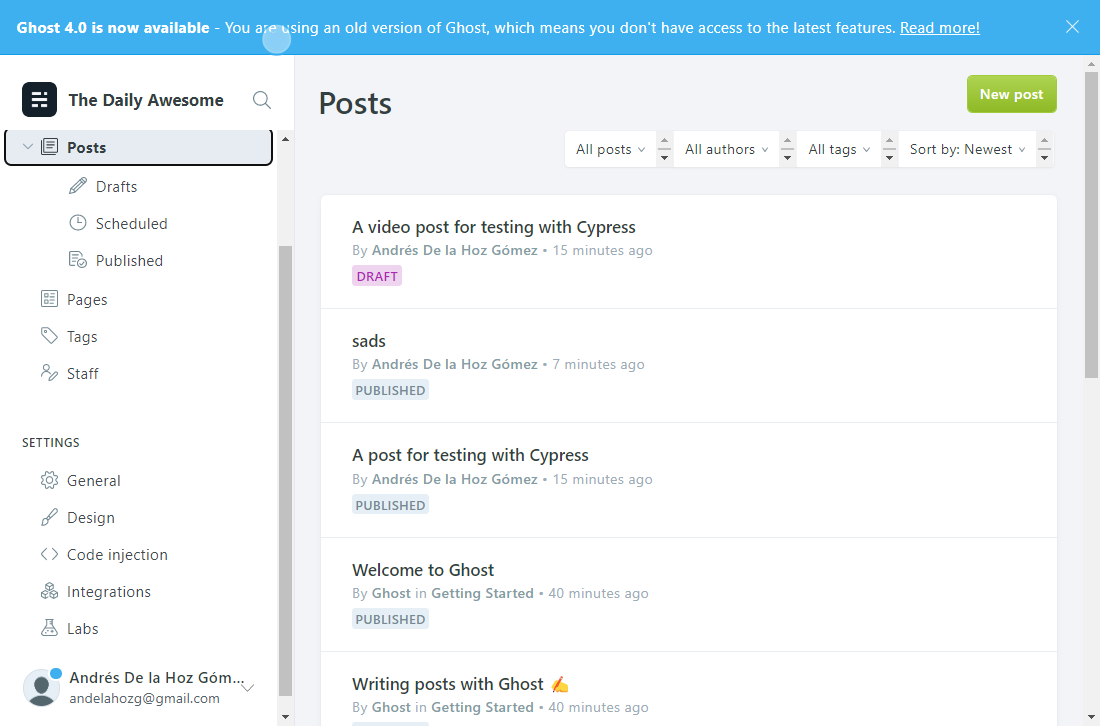 Ghost 4.0 is now available - You are using an old version of Ghost, which means you don't have access to the latest features. Read more!
The Daily Awesome
Posts
Drafts
Scheduled
Published
Pages
Tags
Staff
SETTINGS
General
Design
Code injection
Integrations
Labs
Andrés De la Hoz Góm...
andelahozg@gmail.com
Posts
New post
All posts
All authors
All tags
Sort by: Newest
A video post for testing with Cypress
By Andrés De la Hoz Gómez • 15 minutes ago
DRAFT
sads
By Andrés De la Hoz Gómez • 7 minutes ago
PUBLISHED
A post for testing with Cypress
By Andrés De la Hoz Gómez • 15 minutes ago
PUBLISHED
Welcome to Ghost
By Ghost in Getting Started • 40 minutes ago
PUBLISHED
Writing posts with Ghost ✍️
By Ghost in Getting Started • 40 minutes ago